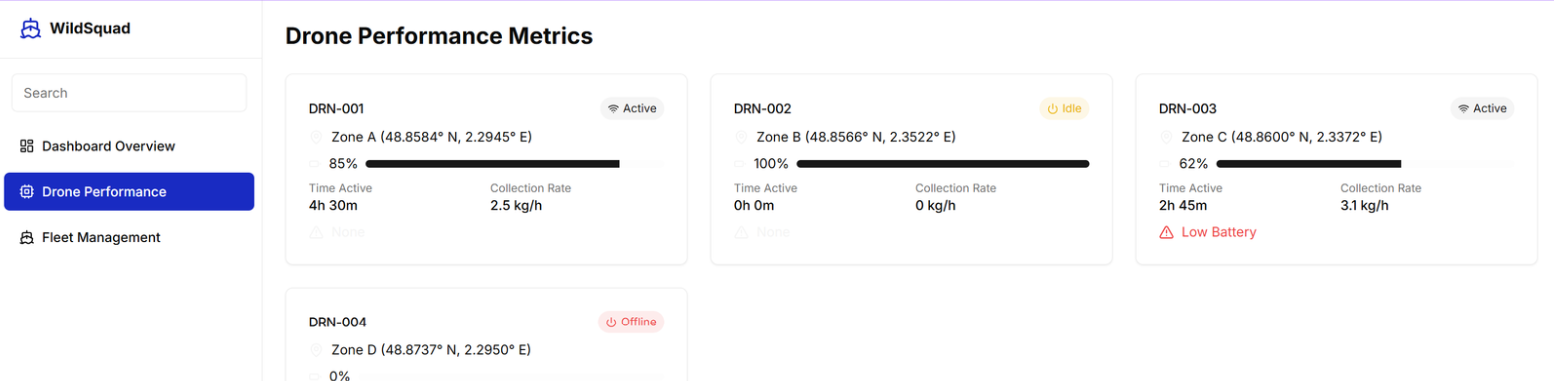 WildSquad
Search
Dashboard Overview
Drone Performance
Fleet Management
Drone Performance Metrics
DRN-001
Active
Zone A (48.8584° N, 2.2945° E)
85%
Time Active
Collection Rate
4h 30m
2.5 kg/h
None
DRN-002
Idle
Zone B (48.8566° N, 2.3522° E)
100%
Time Active
Collection Rate
0h 0m
0 kg/h
None
DRN-003
Active
Zone C (48.8600° N, 2.3372° E)
62%
Time Active
Collection Rate
2h 45m
3.1 kg/h
Low Battery
DRN-004
Offline
Zone D (48.8737° N, 2.2950° E)
0%